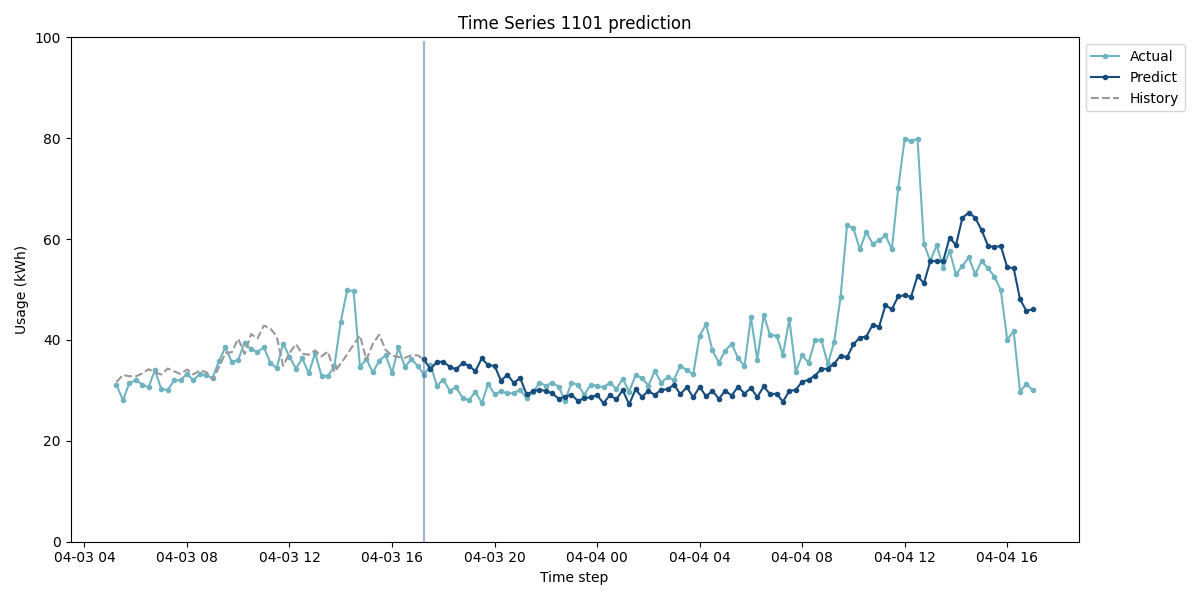 Time Series 1101 prediction
100
80
60
40
20
0
Usage (kWh)
04-03 04
04-03 08
04-03 12
04-03 16
04-03 20
04-04 00
04-04 04
04-04 08
04-04 12
04-04 16
Time step
Actual
Predict
History